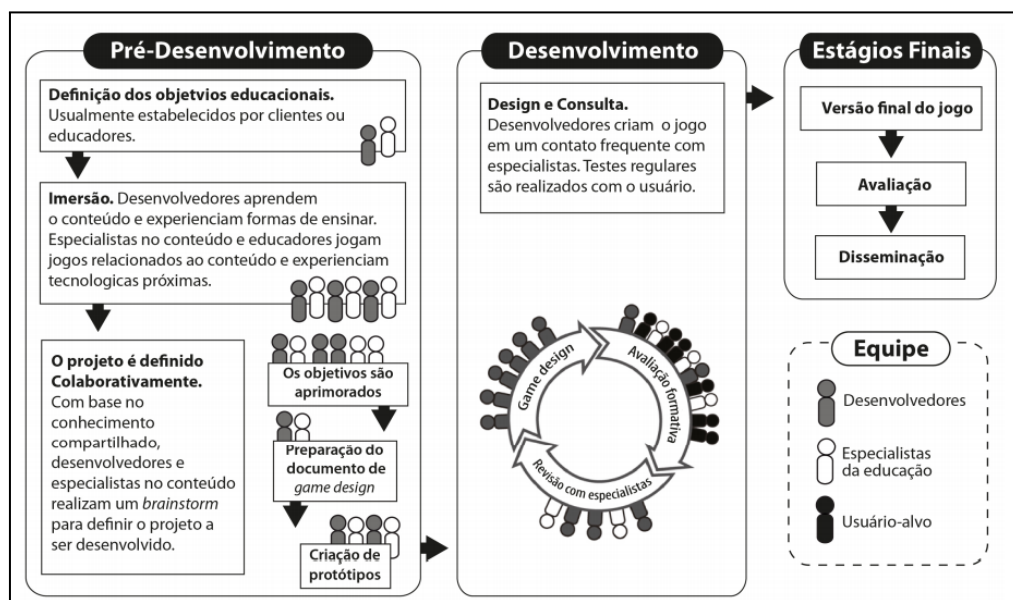 Pré-Desenvolvimento
Definição dos objetvios educacionais.
Usualmente estabelecidos por clientes ou
educadores.
Imersão. Desenvolvedores aprendem
o conteúdo e experienciam formas de ensinar.
Especialistas no conteúdo e educadores jogam
jogos relacionados ao conteúdo e experienciam
tecnologicas próximas.
O projeto é definido
Colaborativamente.
Com base no
conhecimento
compartilhado,
desenvolvedores e
especialistas no conteúdo
realizam um brainstorm
para definir o projeto a
ser desenvolvido.
Os objetivos são
aprimorados
Preparação do
documento de
game design
Criação de
protótipos
Desenvolvimento
Design e Consulta.
Desenvolvedores criam o jogo
em um contato frequente com
especialistas. Testes regulares
são realizados com o usuário.
Game design
Avaliação formativa
Revisão com especialistas
Estágios Finais
Versão final do jogo
Avaliação
Disseminação
Equipe
Desenvolvedores
Especialistas
da educação
Usuário-alvo